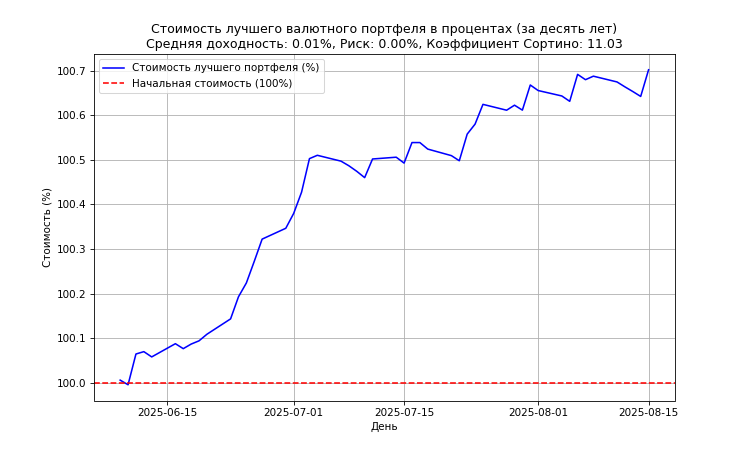 Стоимость лучшего валютного портфеля в процентах (за десять лет)
Средняя доходность: 0.01%, Риск: 0.00%, Коэффициент Сортино: 11.03
Стоимость лучшего портфеля (%)
Начальная стоимость (100%)
Стоимость (%)
100.7
100.6
100.5
100.4
100.3
100.2
100.1
100.0
2025-06-15
2025-07-01
2025-07-15
2025-08-01
2025-08-15
День